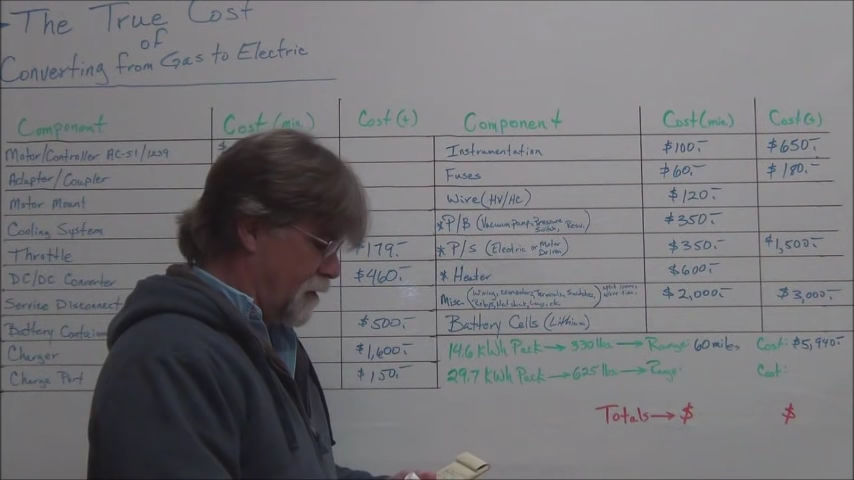 - The True Cost
of
Converting from Gas to Electric
Component Cost (min.) Cost (+) Component Cost (min.) Cost (+)
Motor/Controller AC-51/1239 $ Instrumentation $100.- $650.-
Adapter/Coupler Fuses $60.- $180.-
Motor Mount Wire (HV/HC) $120.-
Cooling System *P/B (Vacuum Pump, Pressure Switch, Resv.) $350.-
Throttle $179.- *P/S (Electric or Motor Driven) $350.- $1,500.-
DC/DC Converter $460.- *Heater $600.-
Service Disconnect Misc. (Wiring, Connectors, Terminals, Switches, $2,000.- $3,000.-
Battery Contain $500.- Battery Cells (Lithium)
Charger $1,600.- 14.6 KWh Pack → 330 lbs → Range: 60 miles Cost: $5,940.-
Charge Port $150.- 29.7 KWh Pack → 625 lbs → Range: Cost:
Totals → $ $